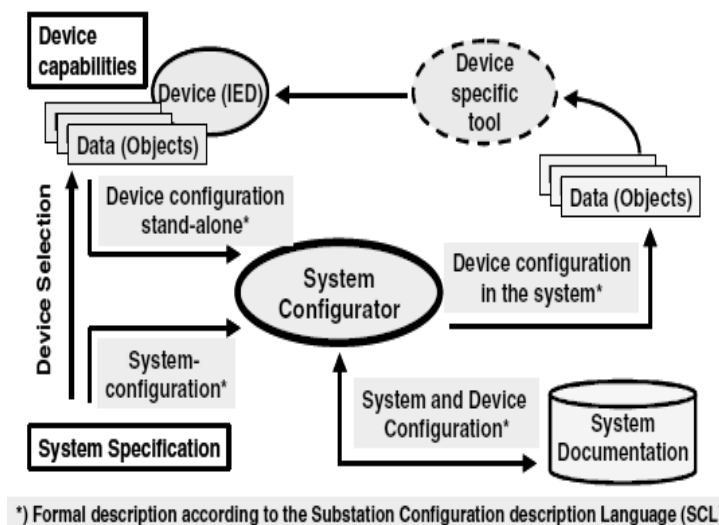 Device
capabilities
Device (IED)
Data (Objects)
Device
specific
tool
Data (Objects)
Device Selection
Device configuration
stand-alone*
System
Configurator
Device configuration
in the system*
System-
configuration*
System Specification
System and Device
Configuration*
System
Documentation
*) Formal description according to the Substation Configuration description Language (SCL